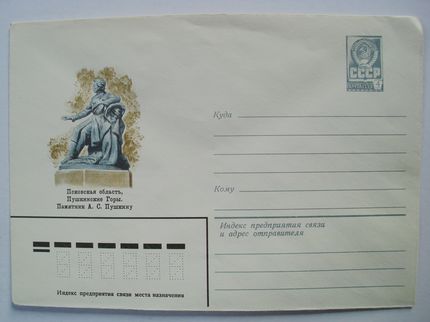 СССР
Куда
Псковская область,
Пушкинские Горы.
Памятник А. С. Пушкину
Кому
Индекс предприятия связи
и адрес отправителя
Индекс предприятия связи места назначения